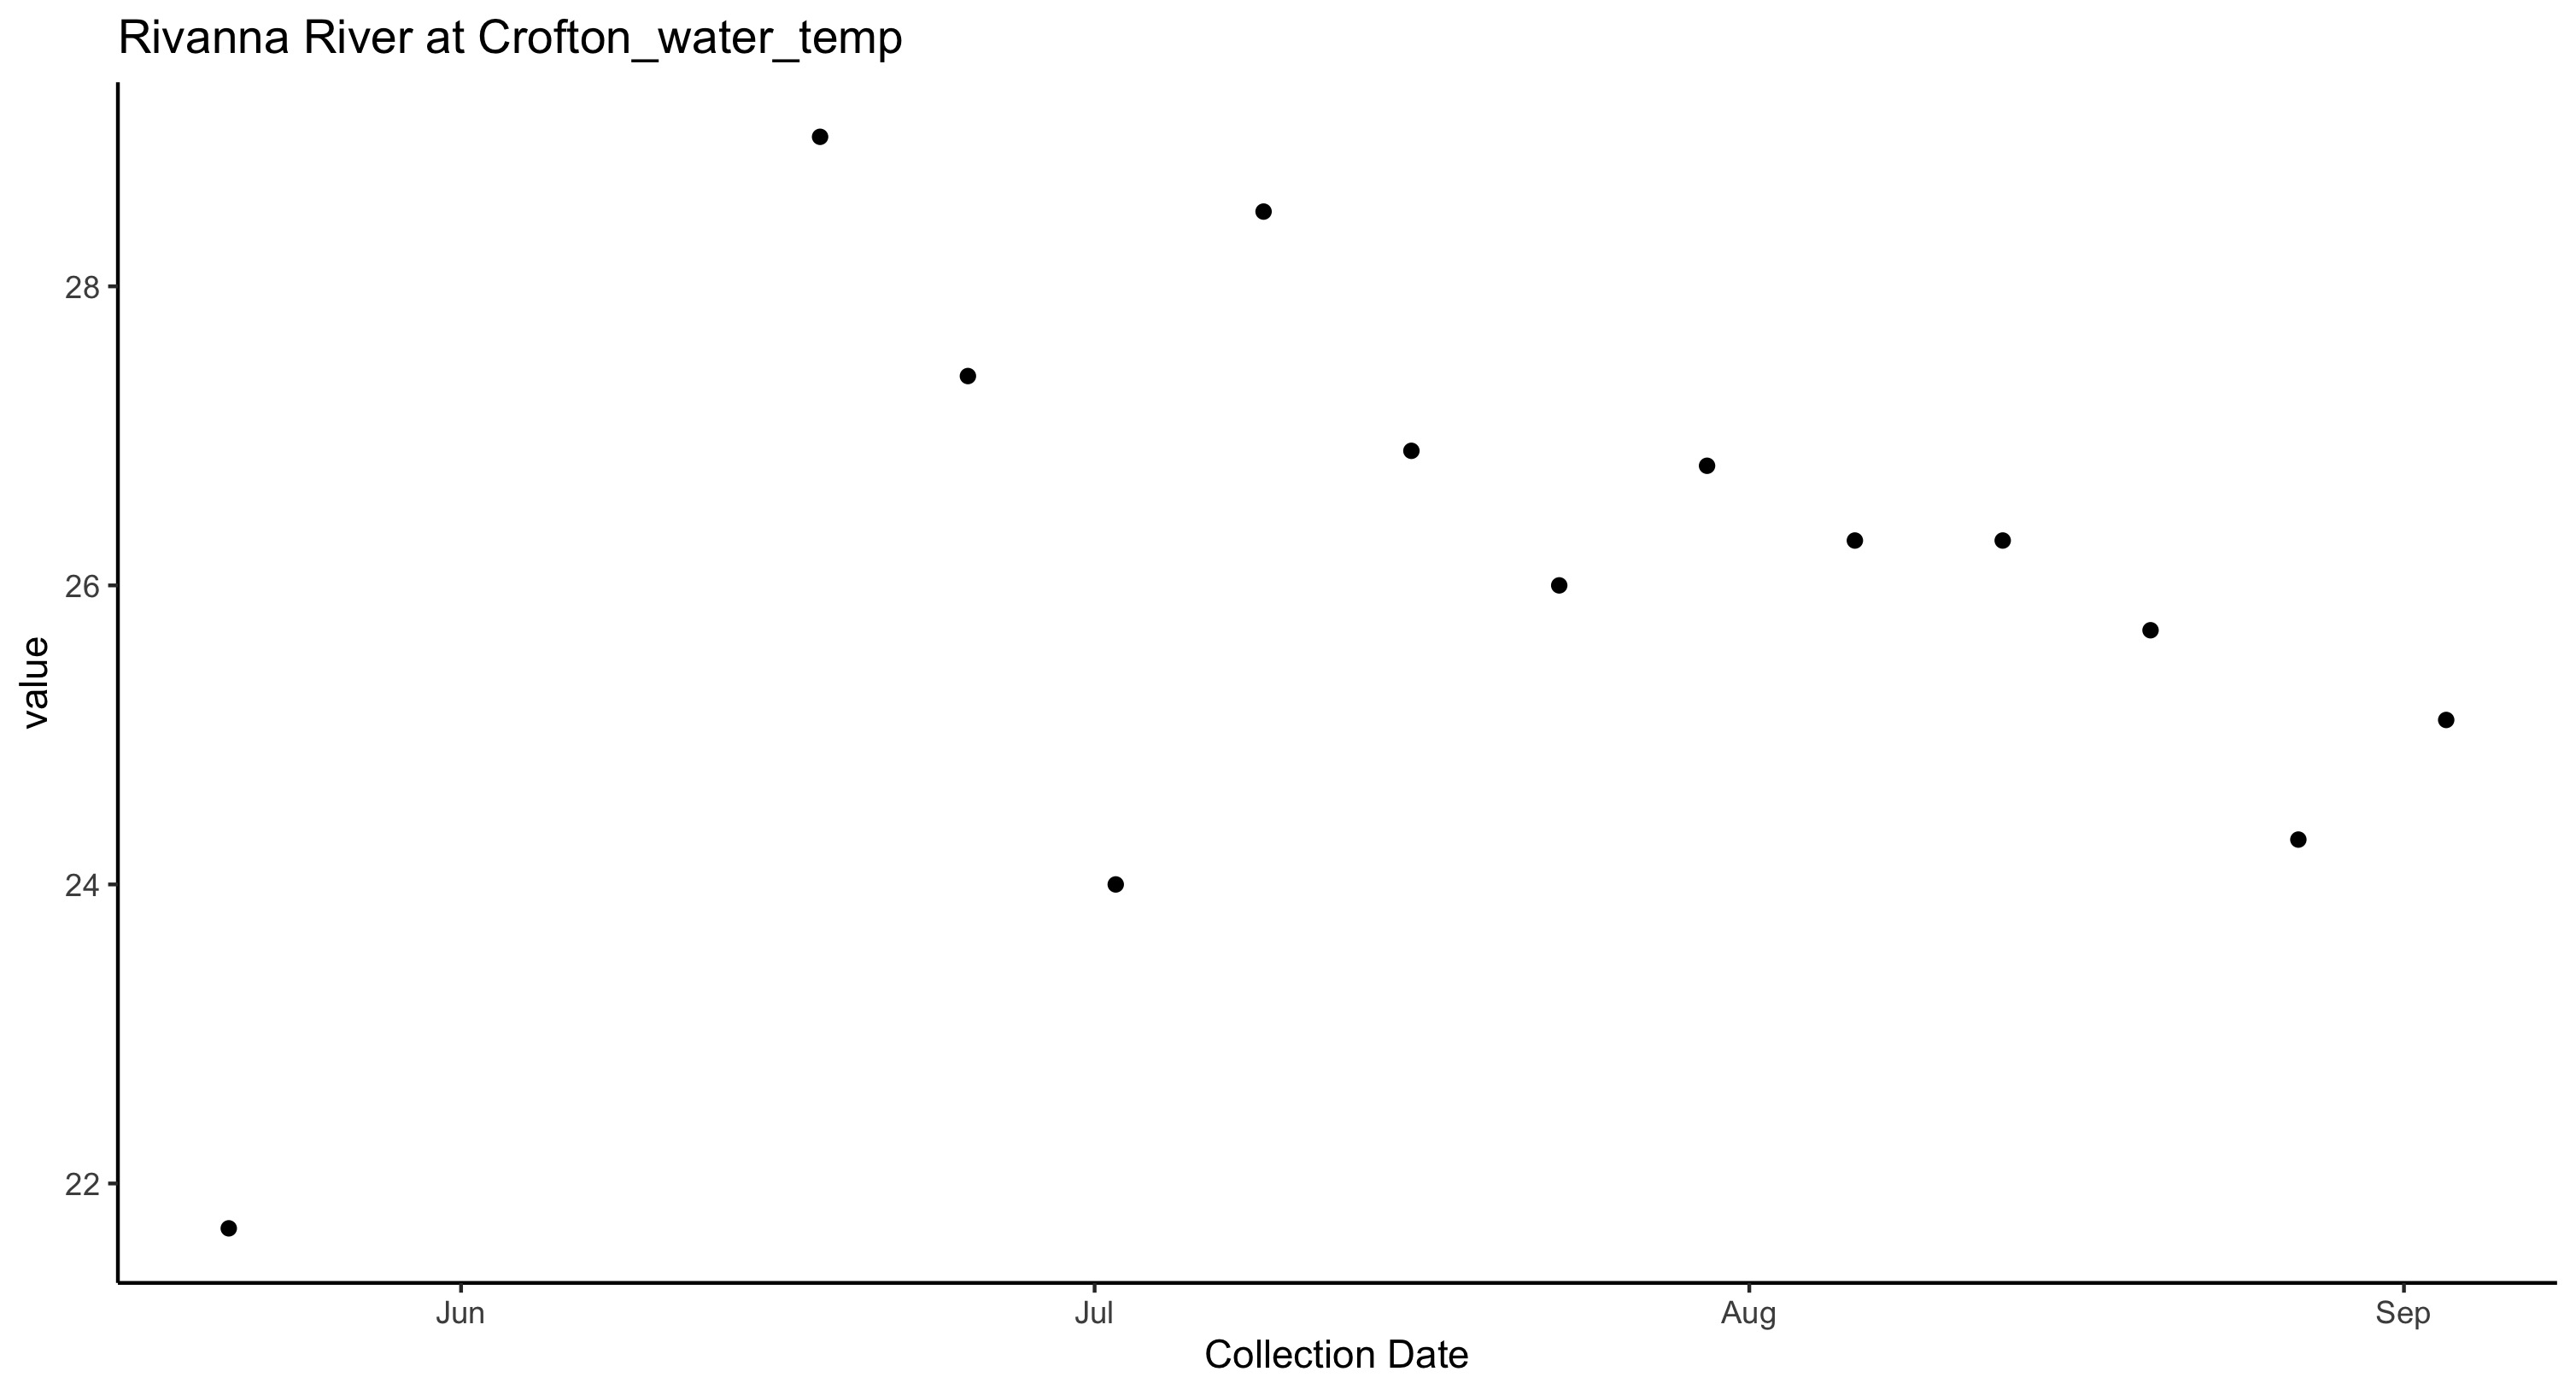 Rivanna River at Crofton_water_temp
28
26
24
22
value
Jun Jul Aug Sep
Collection Date